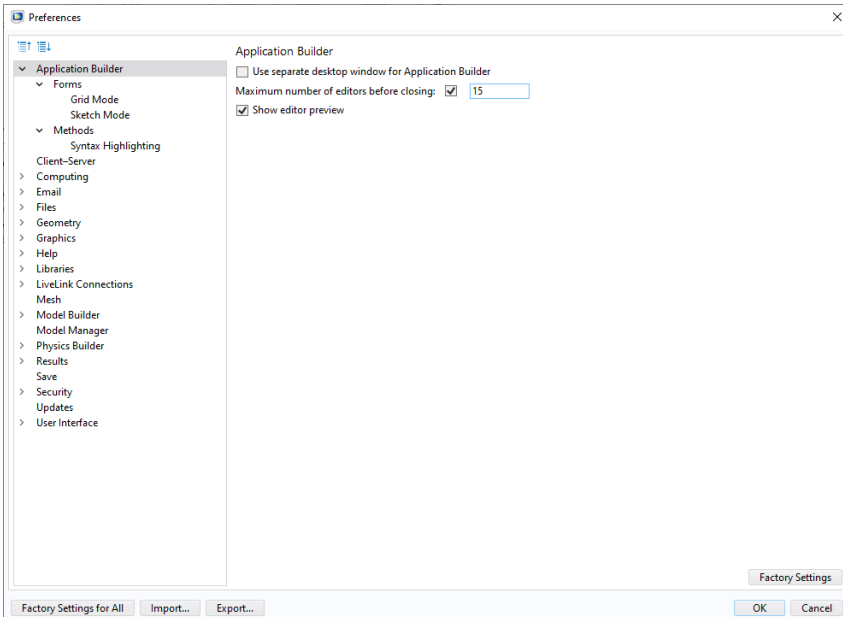 Preferences
Application Builder
Forms
Grid Mode
Sketch Mode
Methods
Syntax Highlighting
Client–Server
Computing
Email
Files
Geometry
Graphics
Help
Libraries
LiveLink Connections
Mesh
Model Builder
Model Manager
Physics Builder
Results
Save
Security
Updates
User Interface
Application Builder
Use separate desktop window for Application Builder
Maximum number of editors before closing: 15
Show editor preview
Factory Settings
Factory Settings for All Import... Export... OK Cancel